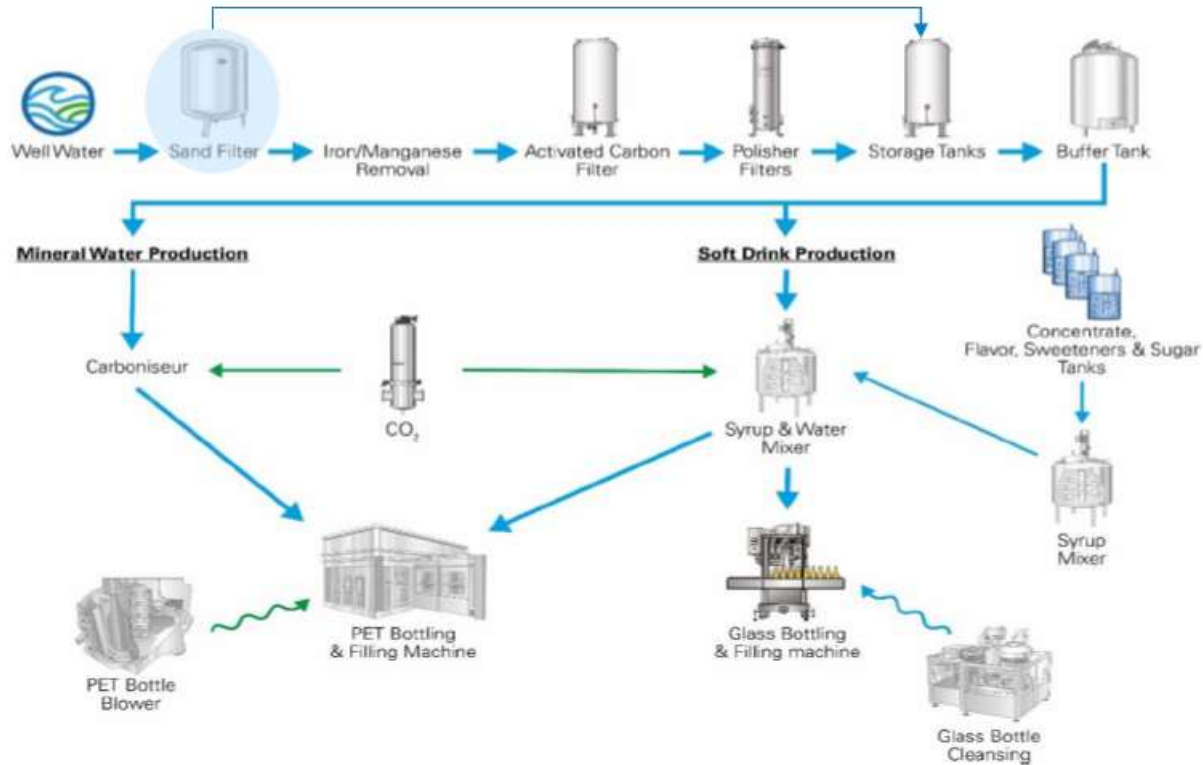 Well Water
Sand Filter
Iron/Manganese
Removal
Activated Carbon
Filter
Polisher
Filters
Storage Tanks
Buffer Tank
Mineral Water Production
Soft Drink Production
Concentrate,
Flavor, Sweeteners & Sugar
Tanks
Carboniseur
CO₂
Syrup & Water
Mixer
Syrup
Mixer
PET Bottling
& Filling Machine
Glass Bottling
& Filling machine
PET Bottle
Blower
Glass Bottle
Cleansing